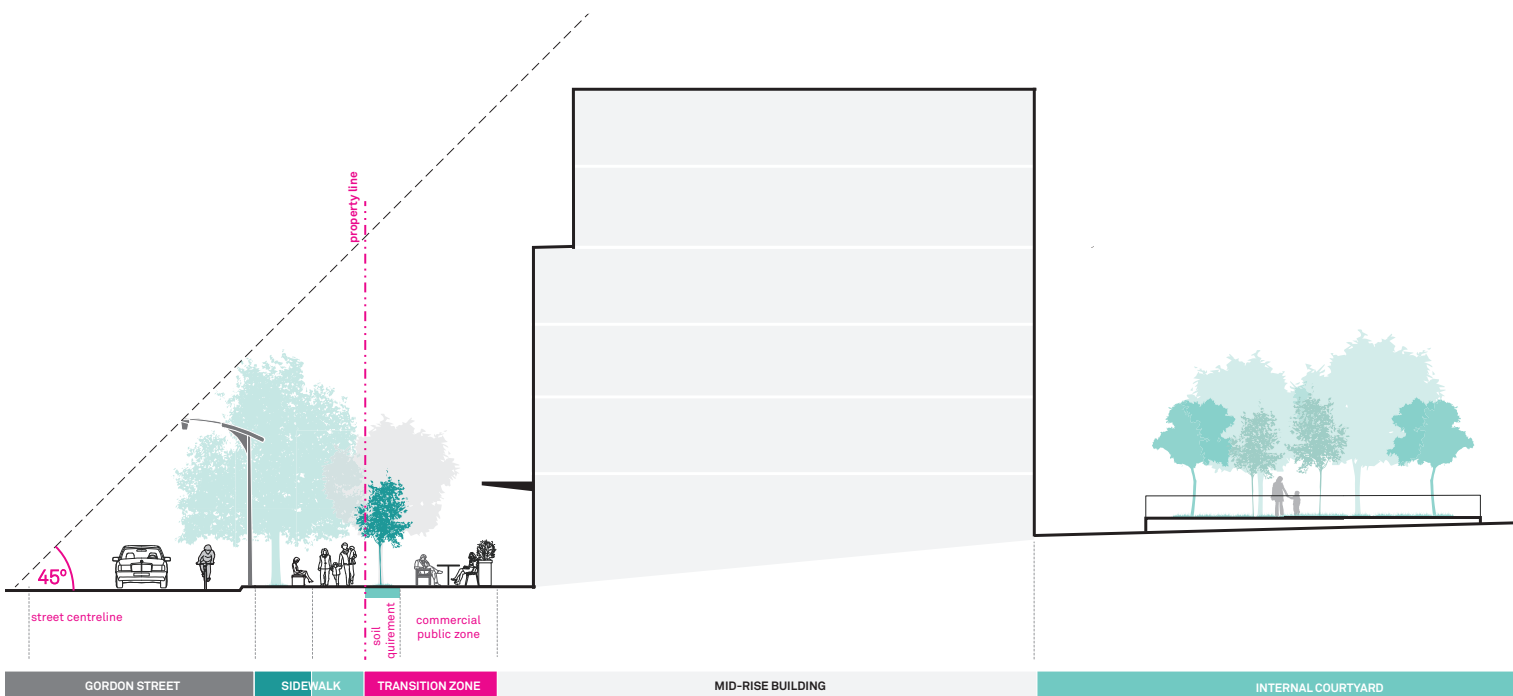 property line
45°
street centreline
soil
quirement
commercial
public zone
GORDON STREET
SIDEWALK
TRANSITION ZONE
MID-RISE BUILDING
INTERNAL COURTYARD